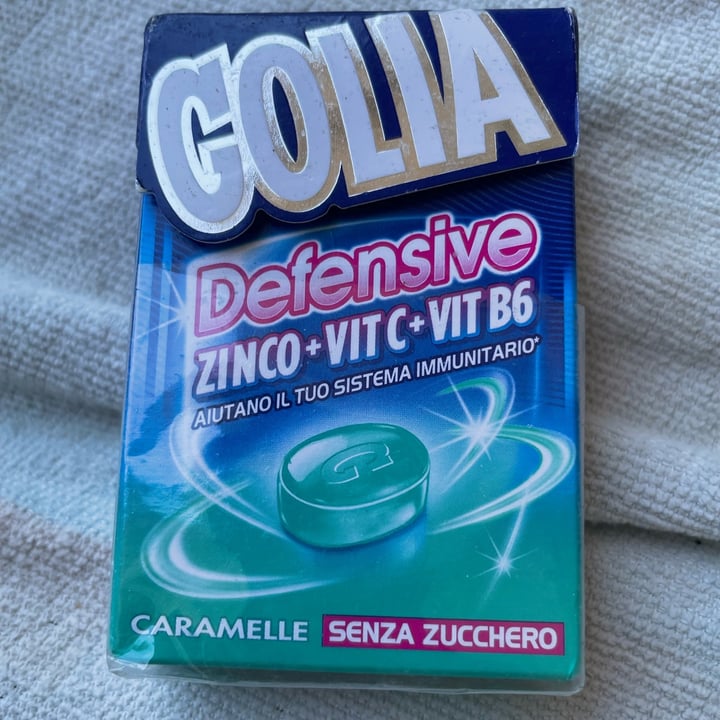 GOLIA
Defensive
ZINCO+VIT C+VIT B6
AIUTANO IL TUO SISTEMA IMMUNITARIO*
G
CARAMELLE SENZA ZUCCHERO